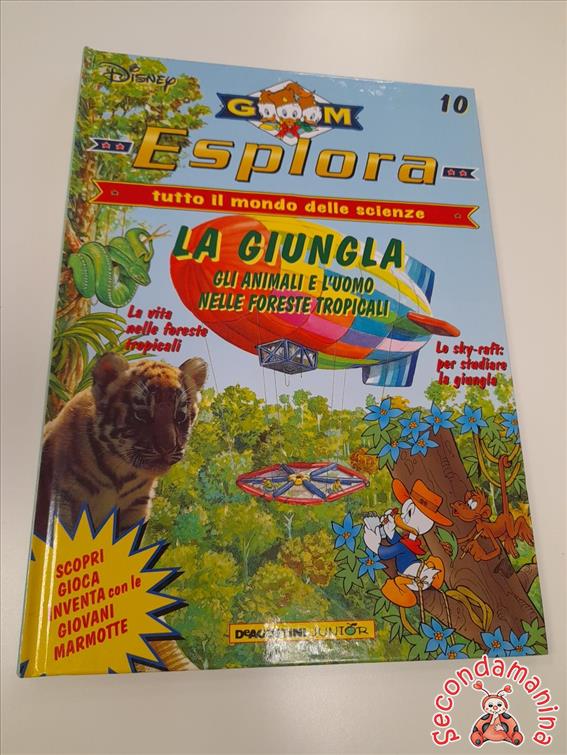 Disney
10
GM
Esplora
tutto il mondo delle scienze
LA GIUNGLA
GLI ANIMALI E L'UOMO
NELLE FORESTE TROPICALI
La vita
nelle foreste
tropicali
La sky-raft:
per studiare
la giungla
SCOPRI
GIOCA
INVENTA con le
GIOVANI
MARMOTTE
DEAGOSTINI JUNIOR
Secondamanina